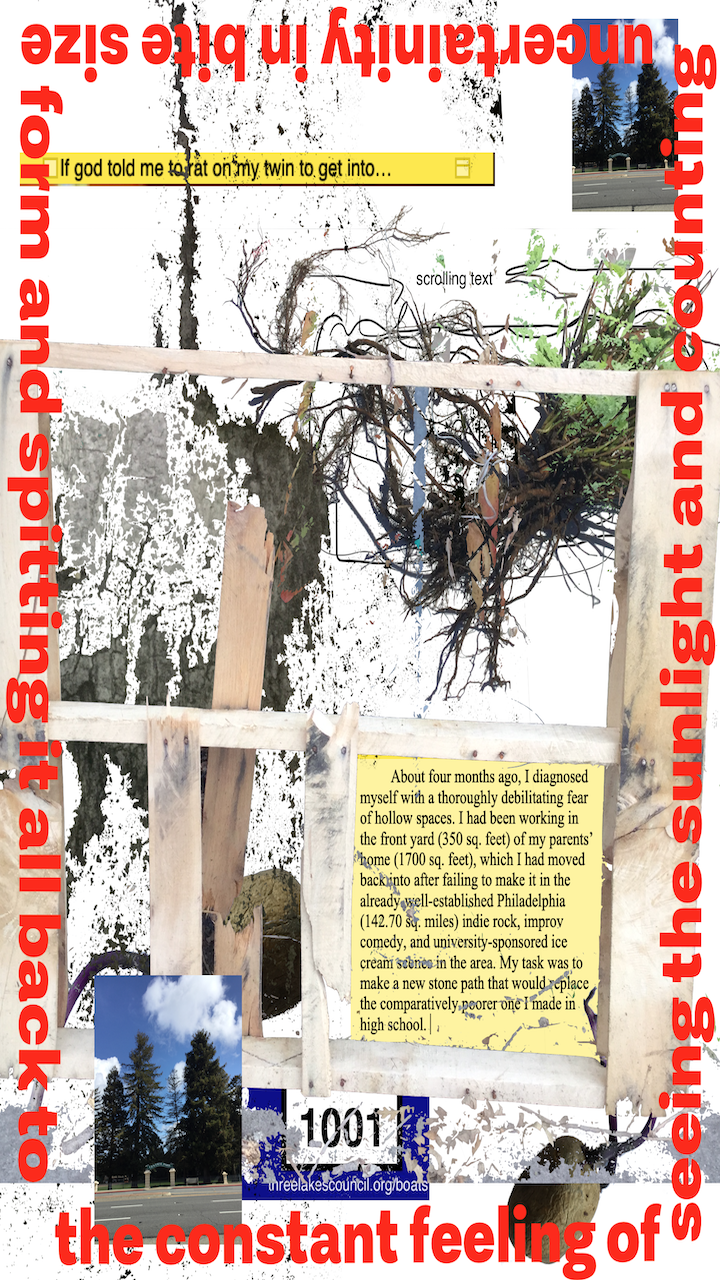 the constant feeling of
seeing the sunlight and counting
uncertainity in bite size
form and spitting it all back to
If god told me to rat on my twin to get into…
scrolling text
About four months ago, I diagnosed
myself with a thoroughly debilitating fear
of hollow spaces. I had been working in
the front yard (350 sq. feet) of my parents'
home (1700 sq. feet), which I had moved
back into after failing to make it in the
already well-established Philadelphia
(142.70 sq. miles) indie rock, improv
comedy, and university-sponsored ice
cream scenes in the area. My task was to
make a new stone path that would replace
the comparatively poorer one I made in
high school.
1001
threelakescouncil.org/boats